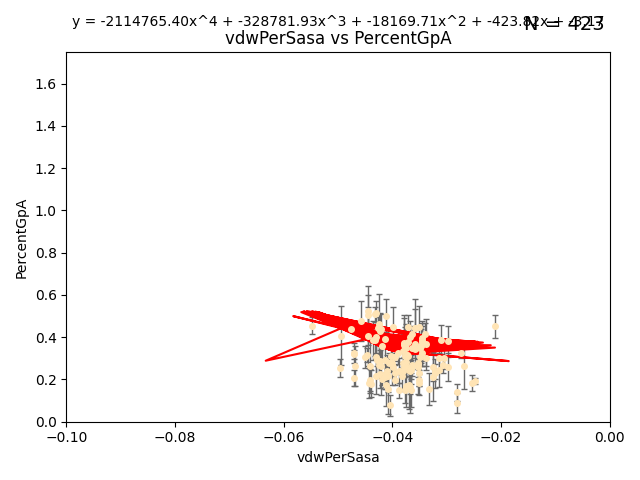 y = -2114765.40x^4 + -328781.93x^3 + -18169.71x^2 + -423.82x + -3.17
N = 423
vdwPerSasa vs PercentGpA
PercentGpA
1.6
1.4
1.2
1.0
0.8
0.6
0.4
0.2
0.0
−0.10 −0.08 −0.06 −0.04 −0.02 0.00
vdwPerSasa